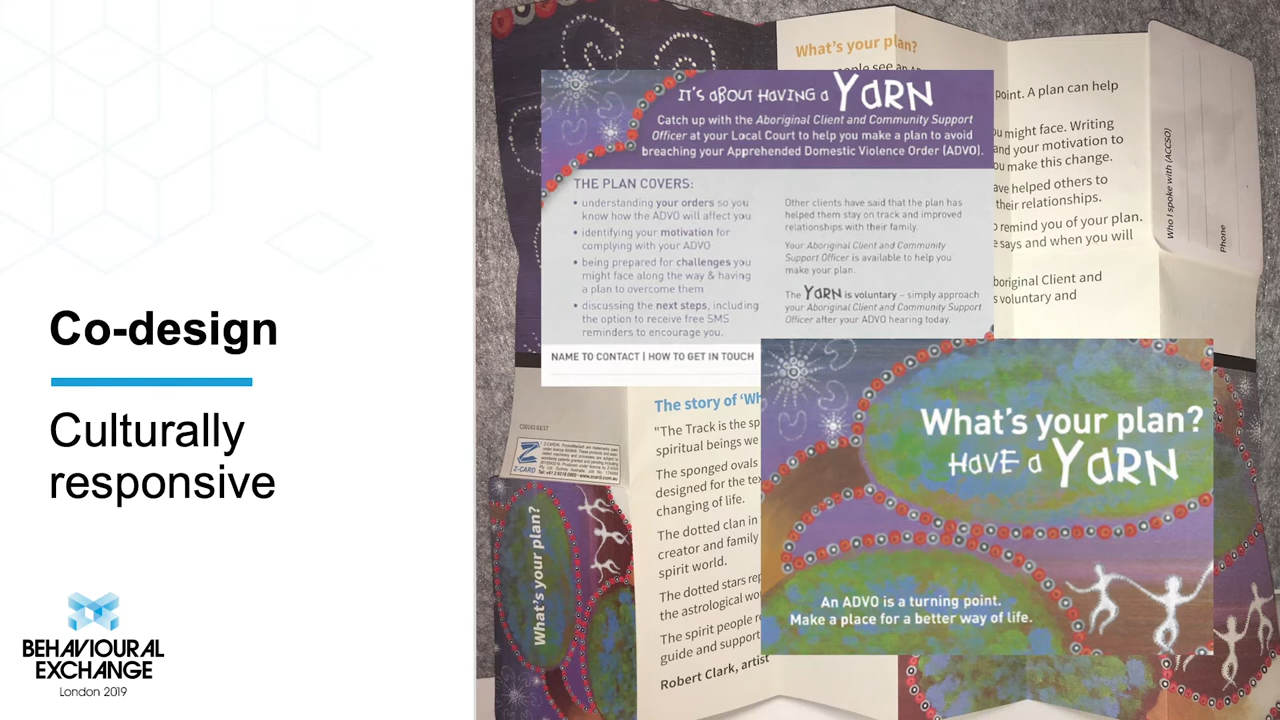 Co-design
Culturally
responsive
BEHAVIOURAL
EXCHANGE
London 2019
What's your plan?
IT'S ABOUT HAVING A YARN
Catch up with the Aboriginal Client and Community Support
Officer at your Local Court to help you make a plan to avoid
breaching your Apprehended Domestic Violence Order (ADVO).
THE PLAN COVERS:
• understanding your orders so you
know how the ADVO will affect you
• identifying your motivation for
complying with your ADVO
• being prepared for challenges you
might face along the way & having
a plan to overcome them
• discussing the next steps, including
the option to receive free SMS
reminders to encourage you.
Other clients have said that the plan has
helped them stay on track and improved
relationships with their family.
Your Aboriginal Client and Community
Support Officer is available to help you
make your plan.
The YARN is voluntary – simply approach
your Aboriginal Client and Community Support
Officer after your ADVO hearing today.
NAME TO CONTACT | HOW TO GET IN TOUCH
Point. A plan can help
might face. Writing
and your motivation to
make this change.
have helped others to
their relationships.
remind you of your plan.
says and when you will
Client and
voluntary and
Who I spoke with (ACCSO)
Phone
What's your plan?
HAVE A YARN
An ADVO is a turning point.
Make a place for a better way of life.
The story of
"The Track is the
spiritual beings we
The sponged ovals
designed for the
changing of life.
The dotted clan in
creator and family
spirit world.
The dotted stars
the astrological
The spirit people
guide and support
Robert Clark, artist
Z-CARD
What's your plan?